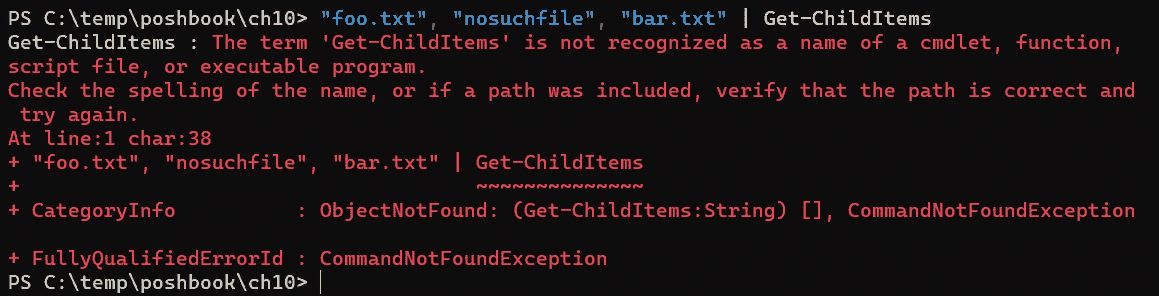 PS C:\temp\poshbook\ch10> "foo.txt", "nosuchfile", "bar.txt" | Get-ChildItems
Get-ChildItems : The term 'Get-ChildItems' is not recognized as a name of a cmdlet, function,
script file, or executable program.
Check the spelling of the name, or if a path was included, verify that the path is correct and
 try again.
At line:1 char:38
+ "foo.txt", "nosuchfile", "bar.txt" | Get-ChildItems
+                                      ~~~~~~~~~~~~~~
+ CategoryInfo          : ObjectNotFound: (Get-ChildItems:String) [], CommandNotFoundException
+ FullyQualifiedErrorId : CommandNotFoundException
PS C:\temp\poshbook\ch10>